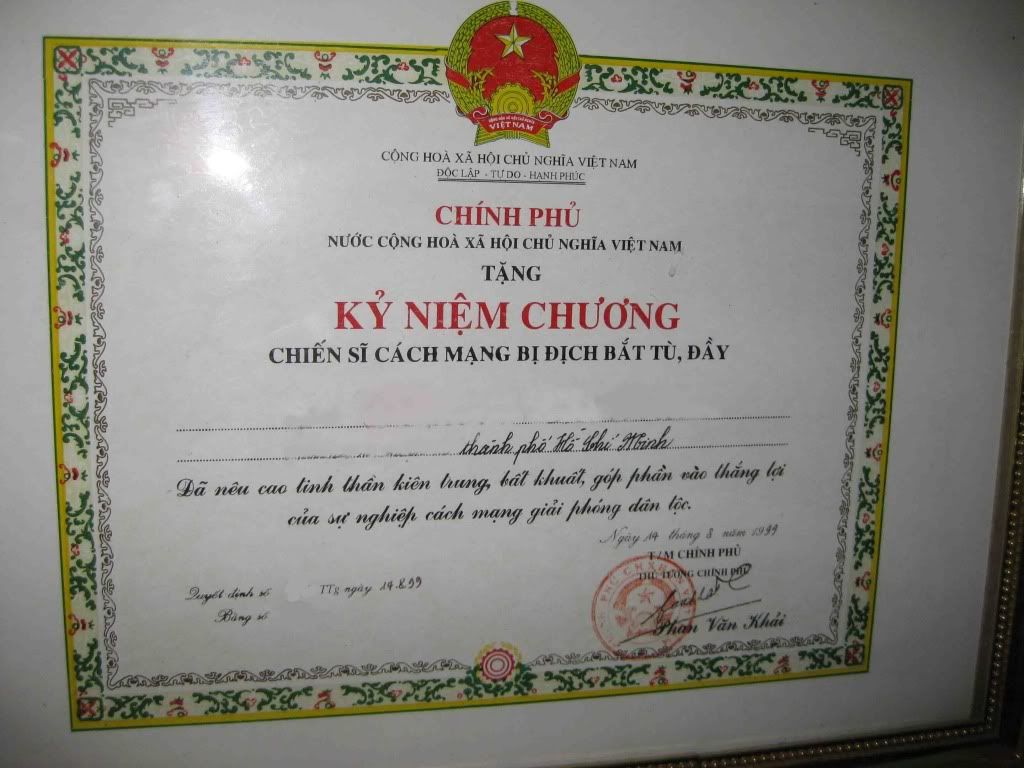 VIỆT NAM
CỘNG HOÀ XÃ HỘI CHỦ NGHĨA VIỆT NAM
ĐỘC LẬP - TỰ DO - HẠNH PHÚC
CHÍNH PHỦ
NƯỚC CỘNG HOÀ XÃ HỘI CHỦ NGHĨA VIỆT NAM
TẶNG
KỶ NIỆM CHƯƠNG
CHIẾN SĨ CÁCH MẠNG BỊ ĐỊCH BẮT TÙ, ĐẦY
thành phố Hồ Chí Minh
Đã nêu cao tinh thần kiên trung, bất khuất, góp phần vào thắng lợi
của sự nghiệp cách mạng giải phóng dân tộc.
Ngày 14 tháng 8 năm 1999
T/M CHÍNH PHỦ
THỦ TƯỚNG CHÍNH PHỦ
Quyết định số TTg ngày 14.8.99
Bằng số
Phan Văn Khải